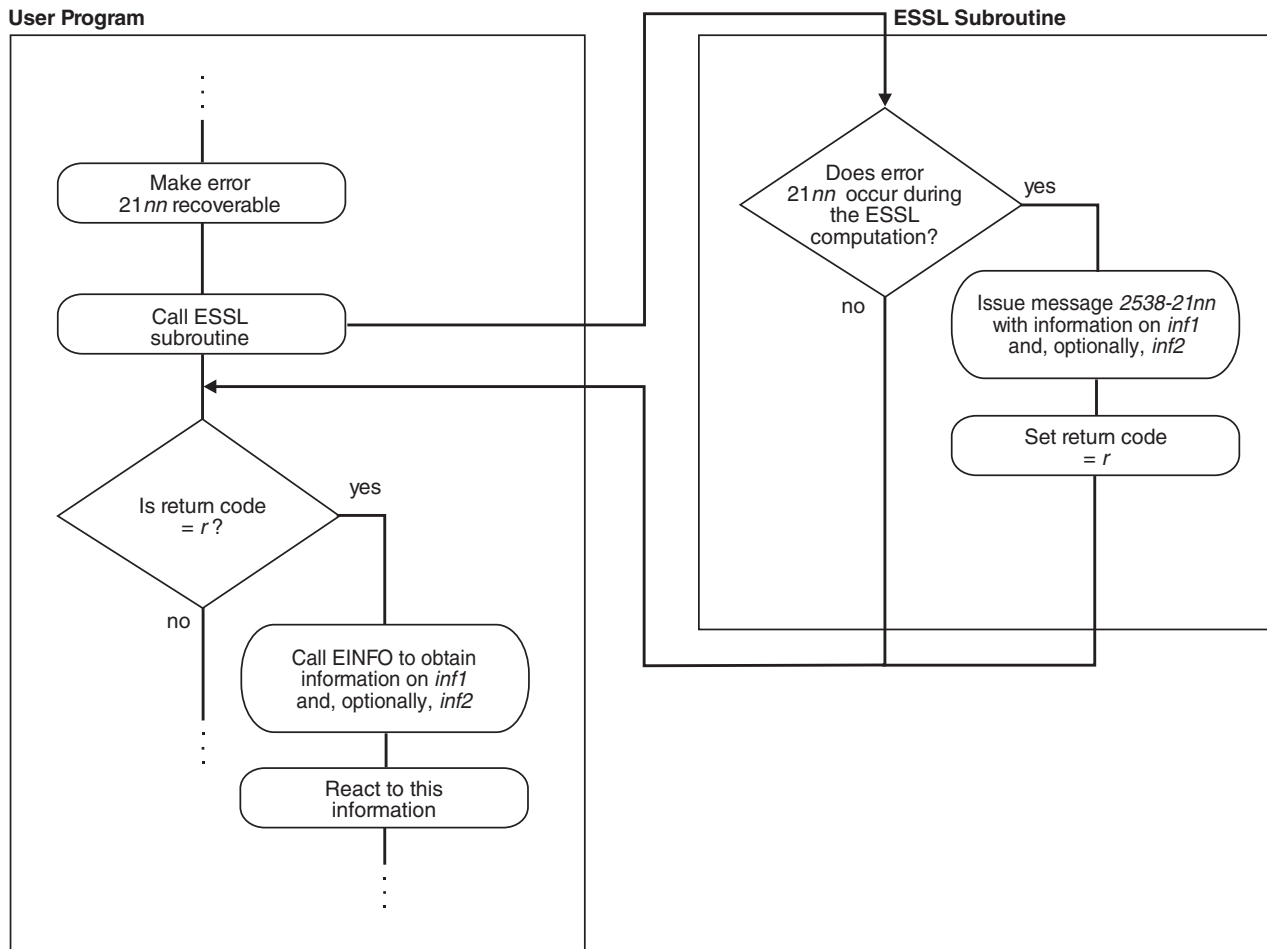 User Program
Make error
21nn recoverable
Call ESSL
subroutine
Is return code
= r?
yes
no
Call EINFO to obtain
information on inf1
and, optionally, inf2
React to this
information
ESSL Subroutine
Does error
21nn occur during
the ESSL
computation?
yes
no
Issue message 2538-21nn
with information on inf1
and, optionally, inf2
Set return code
= r